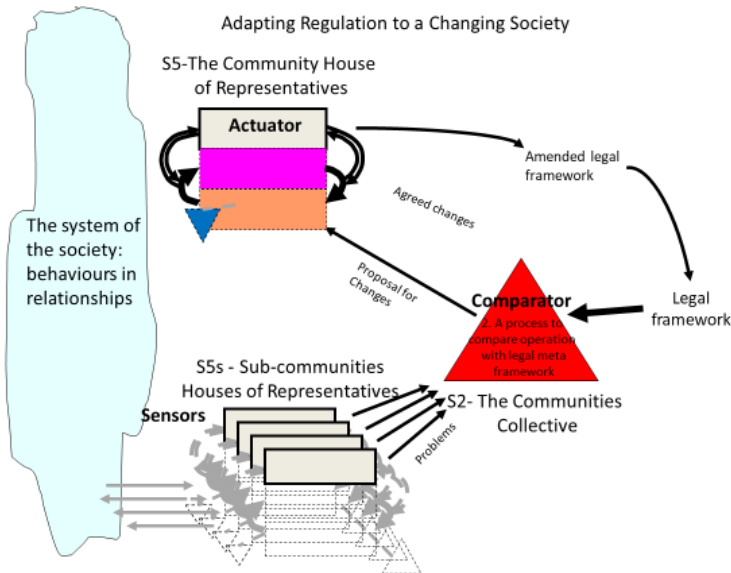 Adapting Regulation to a Changing Society
S5-The Community House
of Representatives
Actuator
Amended legal
framework
Agreed changes
The system of
the society:
behaviours in
relationships
Proposal for
Changes
Legal
framework
Comparator
2. A process to
compare operation
with legal meta
framework
S5s - Sub-communities
Houses of Representatives
Sensors
S2- The Communities
Collective
Problems